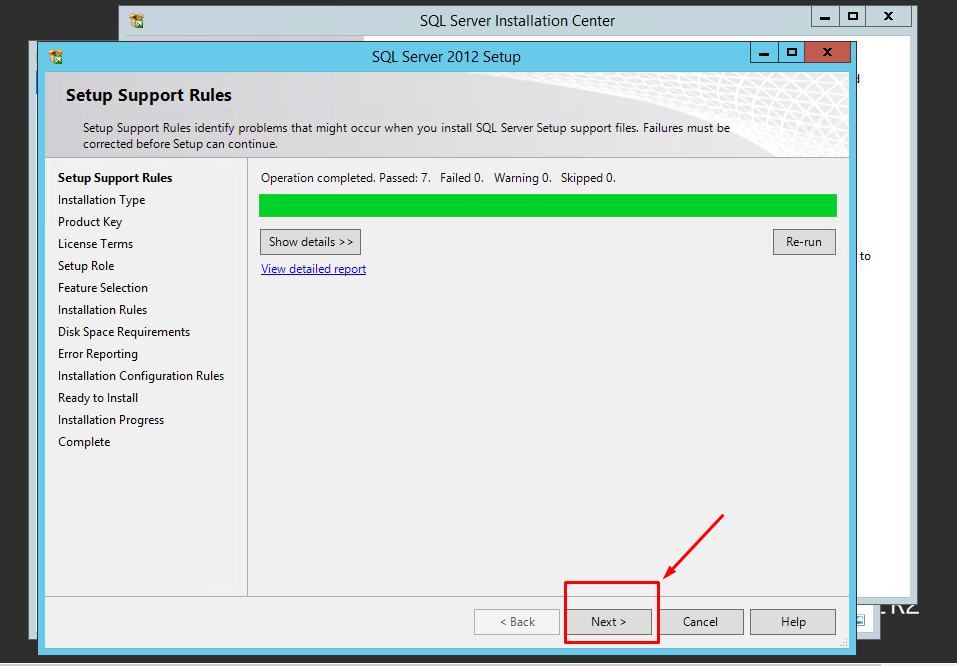 SQL Server Installation Center
SQL Server 2012 Setup
Setup Support Rules
Setup Support Rules identify problems that might occur when you install SQL Server Setup support files. Failures must be
corrected before Setup can continue.
Setup Support Rules
Installation Type
Product Key
License Terms
Setup Role
Feature Selection
Installation Rules
Disk Space Requirements
Error Reporting
Installation Configuration Rules
Ready to Install
Installation Progress
Complete
Operation completed. Passed: 7. Failed 0. Warning 0. Skipped 0.
Show details >>
Re-run
View detailed report
to
< Back
Next >
Cancel
Help
R2